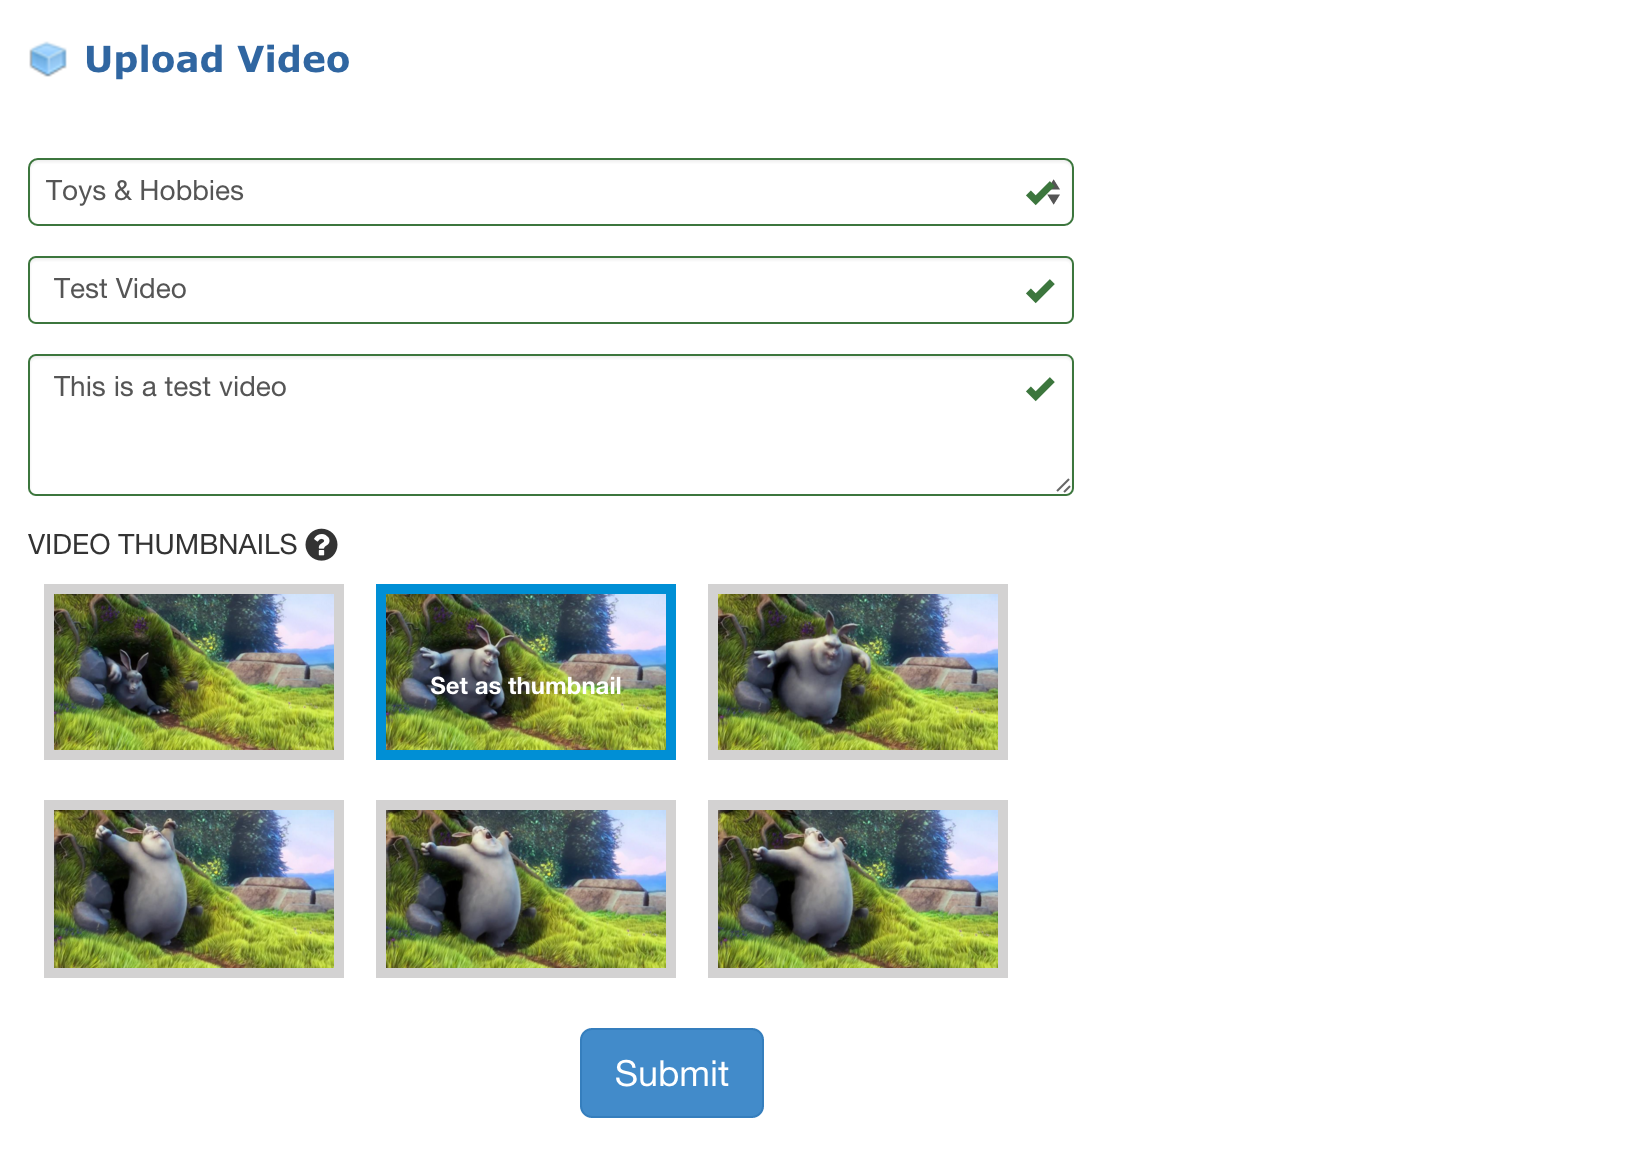 Upload Video
Toys & Hobbies
Test Video
This is a test video
VIDEO THUMBNAILS ?
Set as thumbnail
Submit